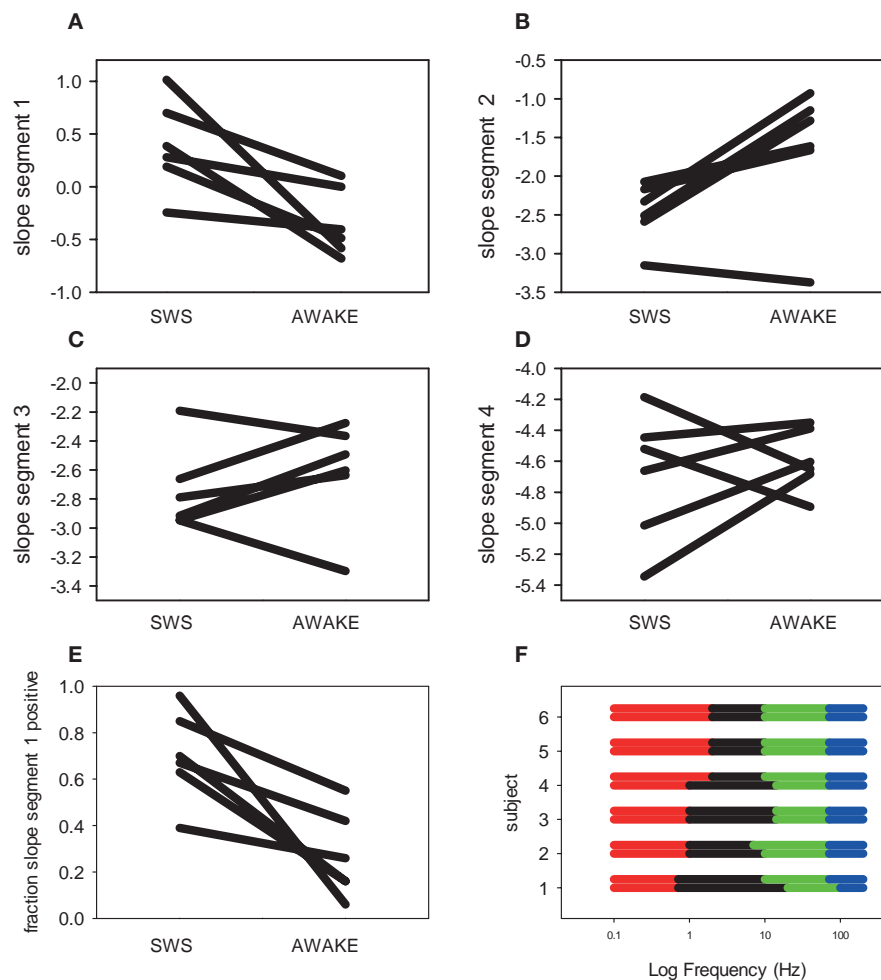 A
slope segment 1
1.0
0.5
0.0
-0.5
-1.0
SWS
AWAKE
B
slope segment 2
-0.5
-1.0
-1.5
-2.0
-2.5
-3.0
-3.5
SWS
AWAKE
C
slope segment 3
-2.0
-2.2
-2.4
-2.6
-2.8
-3.0
-3.2
-3.4
SWS
AWAKE
D
slope segment 4
-4.0
-4.2
-4.4
-4.6
-4.8
-5.0
-5.2
-5.4
SWS
AWAKE
E
fraction slope segment 1 positive
1.0
0.8
0.6
0.4
0.2
0.0
SWS
AWAKE
F
subject
6
5
4
3
2
1
0.1
1
10
100
Log Frequency (Hz)